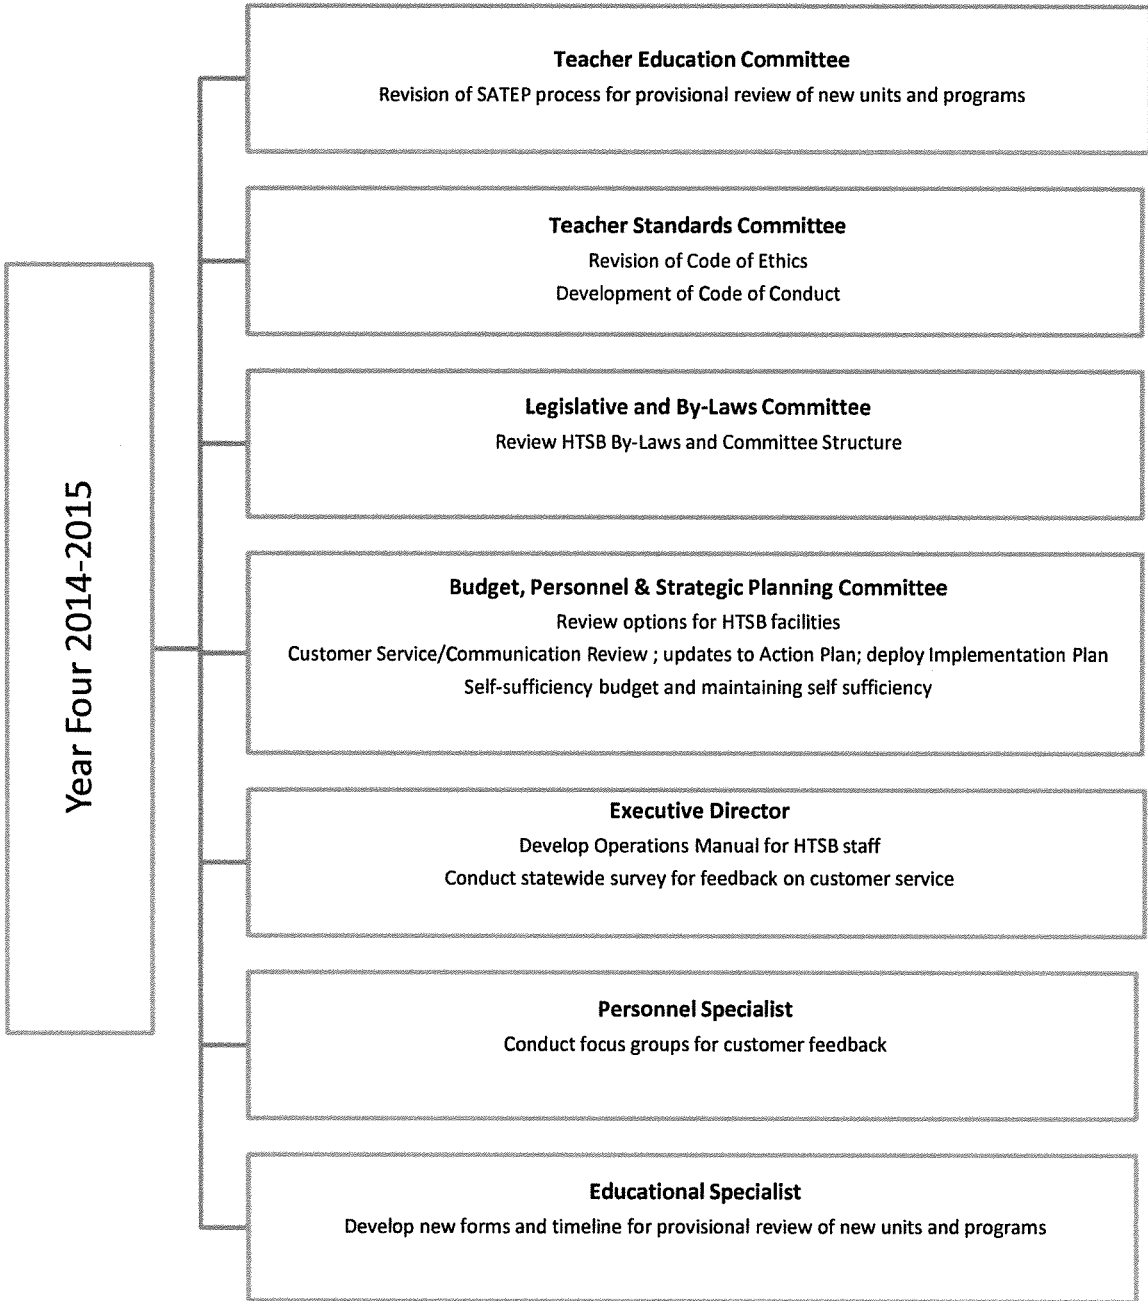 Year Four 2014-2015
Teacher Education Committee
Revision of SATEP process for provisional review of new units and programs
Teacher Standards Committee
Revision of Code of Ethics
Development of Code of Conduct
Legislative and By-Laws Committee
Review HTSB By-Laws and Committee Structure
Budget, Personnel & Strategic Planning Committee
Review options for HTSB facilities
Customer Service/Communication Review ; updates to Action Plan; deploy Implementation Plan
Self-sufficiency budget and maintaining self sufficiency
Executive Director
Develop Operations Manual for HTSB staff
Conduct statewide survey for feedback on customer service
Personnel Specialist
Conduct focus groups for customer feedback
Educational Specialist
Develop new forms and timeline for provisional review of new units and programs